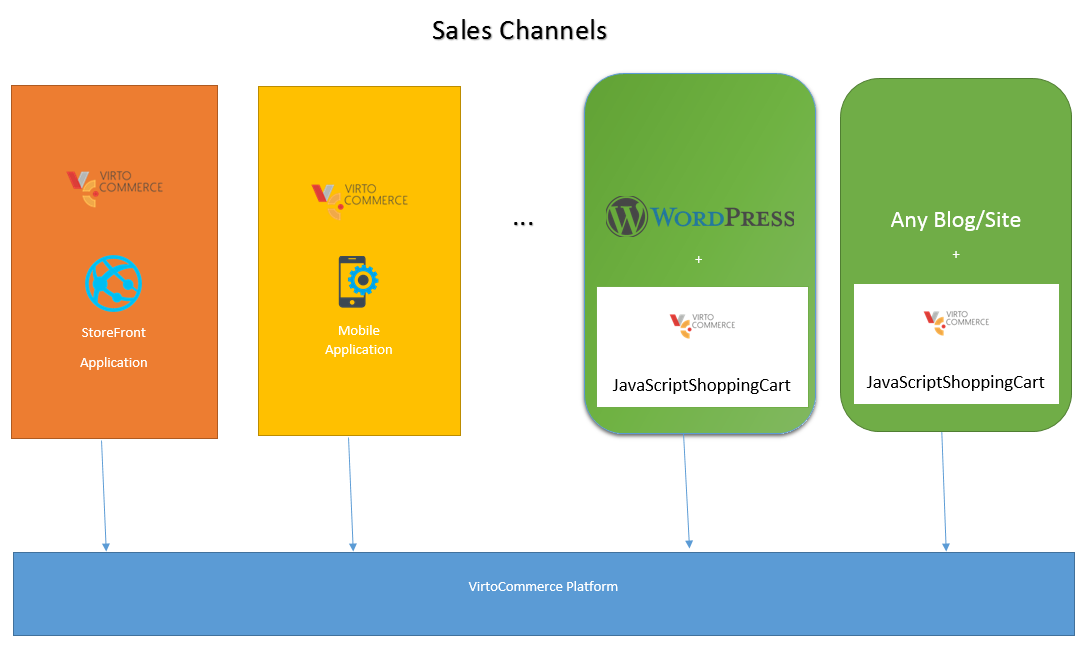 Sales Channels
VIRTO
COMMERCE
StoreFront
Application
VIRTO
COMMERCE
Mobile
Application
...
WORDPRESS
+
VIRTO
COMMERCE
JavaScriptShoppingCart
Any Blog/Site
+
VIRTO
COMMERCE
JavaScriptShoppingCart
VirtoCommerce Platform